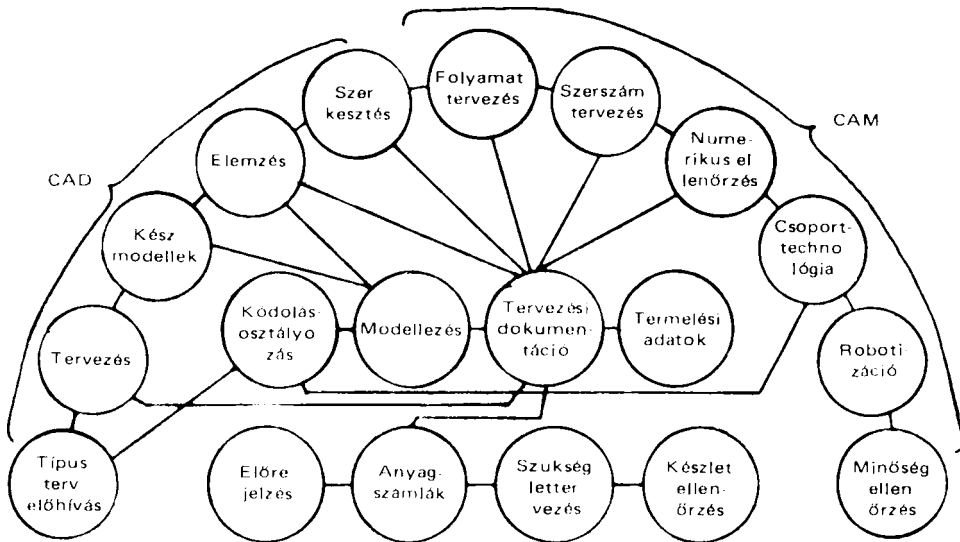 Folyamat
tervezés
Szer
kesztés
Szerszám
tervezés
CAM
Nume-
rikus el
lenőrzés
Elemzés
CAD
Kész
modellek
Csoport-
techno
lógia
Kódolás-
osztályo
zás
Modellezés
Tervezési
dokumen-
táció
Termelési
adatok
Tervezés
Roboti-
záció
Típus
terv
előhívás
Előre
jelzés
Anyag-
számlák
Szukség
letter
vezés
Készlet
ellen-
őrzés
Minőség
ellen
őrzés